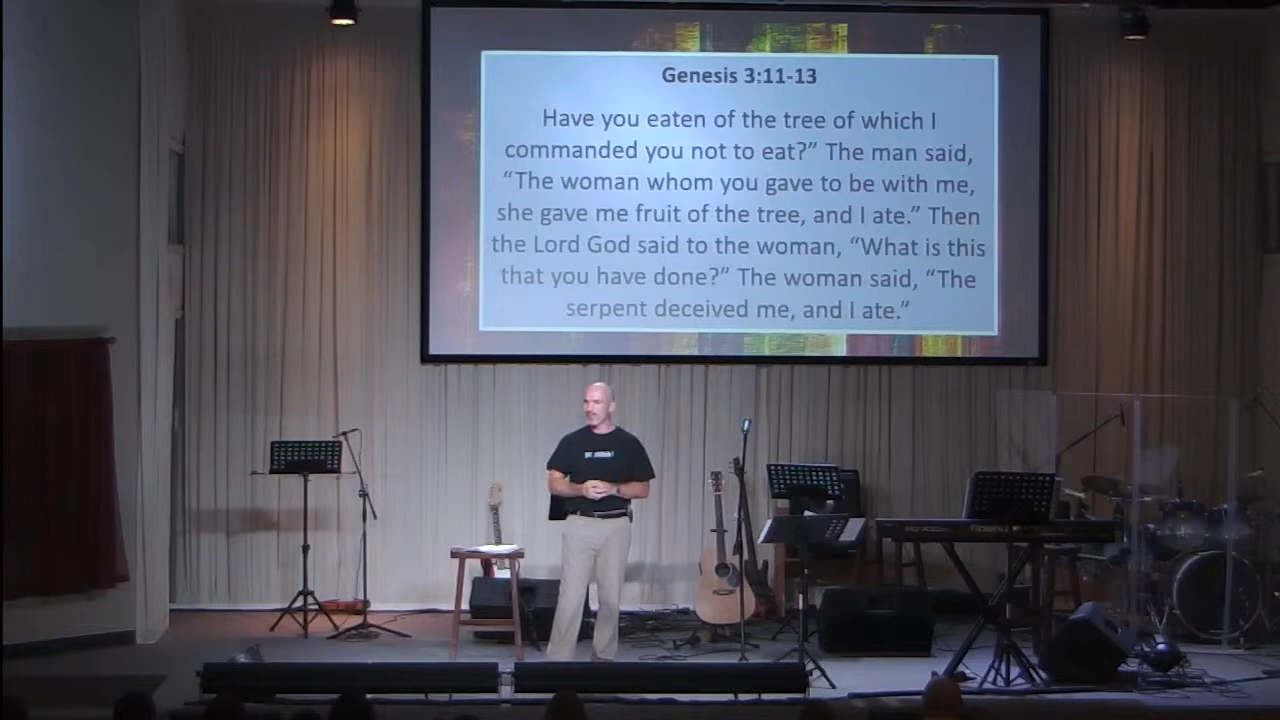 Genesis 3:11-13
Have you eaten of the tree of which I
commanded you not to eat?” The man said,
“The woman whom you gave to be with me,
she gave me fruit of the tree, and I ate.” Then
the Lord God said to the woman, “What is this
that you have done?” The woman said, “The
serpent deceived me, and I ate.”